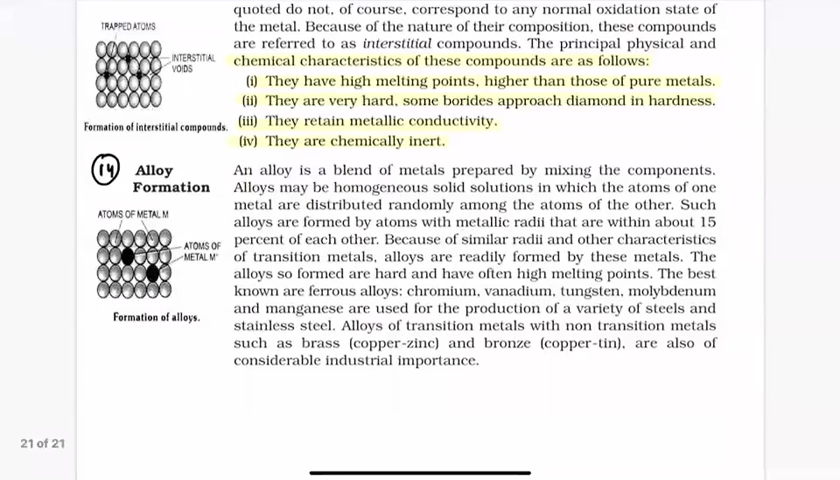 quoted do not, of course, correspond to any normal oxidation state of
the metal. Because of the nature of their composition, these compounds
are referred to as interstitial compounds. The principal physical and
chemical characteristics of these compounds are as follows:
(i) They have high melting points, higher than those of pure metals.
(ii) They are very hard, some borides approach diamond in hardness.
(iii) They retain metallic conductivity.
(iv) They are chemically inert.
TRAPPED ATOMS
INTERSTITIAL
VOIDS
Formation of interstitial compounds.
14
Alloy
Formation
An alloy is a blend of metals prepared by mixing the components.
Alloys may be homogeneous solid solutions in which the atoms of one
metal are distributed randomly among the atoms of the other. Such
alloys are formed by atoms with metallic radii that are within about 15
percent of each other. Because of similar radii and other characteristics
of transition metals, alloys are readily formed by these metals. The
alloys so formed are hard and have often high melting points. The best
known are ferrous alloys: chromium, vanadium, tungsten, molybdenum
and manganese are used for the production of a variety of steels and
stainless steel. Alloys of transition metals with non transition metals
such as brass (copper-zinc) and bronze (copper-tin), are also of
considerable industrial importance.
ATOMS OF METAL M
ATOMS OF
METAL M'
Formation of alloys.
21 of 21